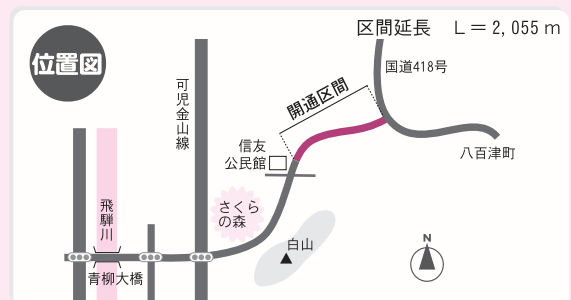 区間延長　L＝2,055ｍ
位置図
国道418号
開通区間
可児金山線
信友
公民館
八百津町
さくら
の森
飛騨川
白山
青柳大橋
N